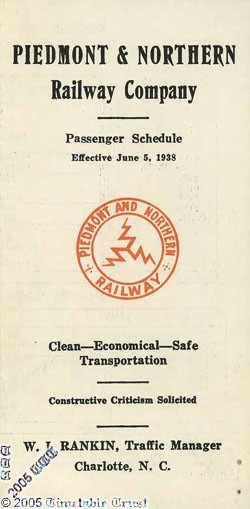 PIEDMONT & NORTHERN
Railway Company
Passenger Schedule
Effective June 5, 1938
PIEDMONT AND NORTHERN
RAILWAY
Clean—Economical—Safe
Transportation
Constructive Criticism Solicited
W. I. RANKIN, Traffic Manager
Charlotte, N. C.
2005
© 2005 Timetable Trust